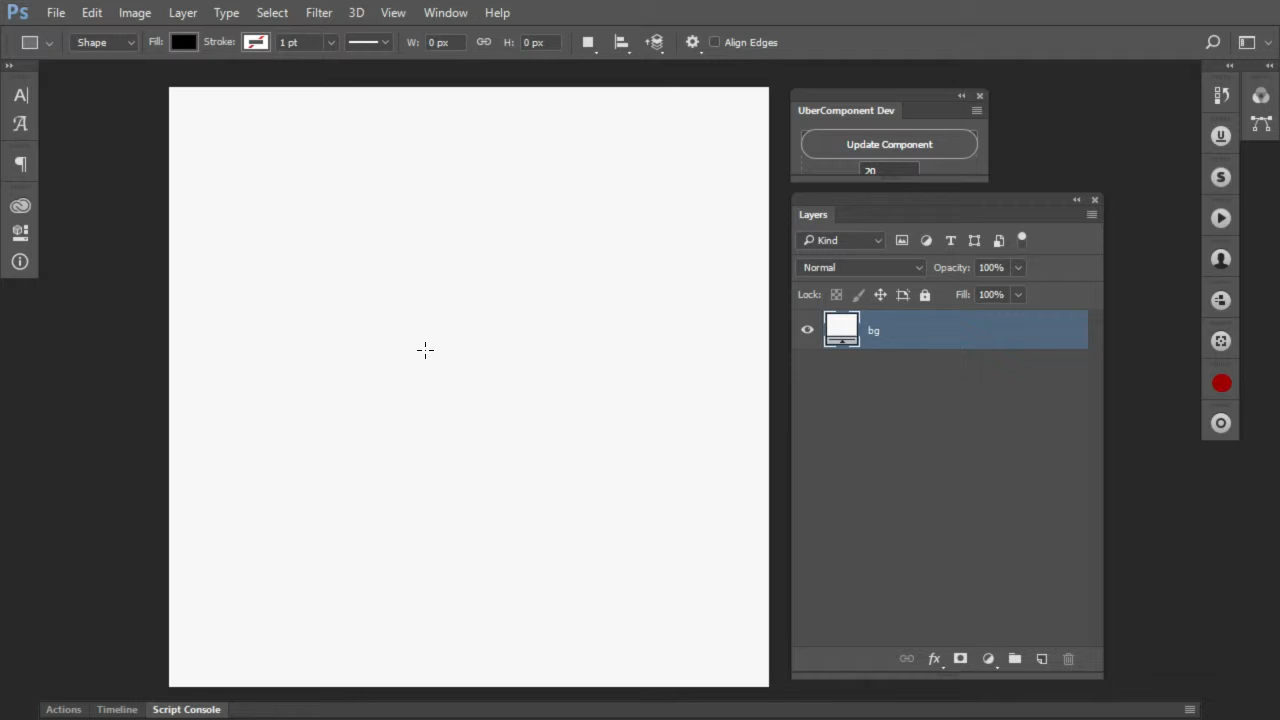 Ps File Edit Image Layer Type Select Filter 3D View Window Help
Shape Fill: Stroke: 1 pt W: 0 px H: 0 px Align Edges
UberComponent Dev
Update Component
20
Layers
Kind
Normal Opacity: 100%
Lock: Fill: 100%
bg
Actions Timeline Script Console